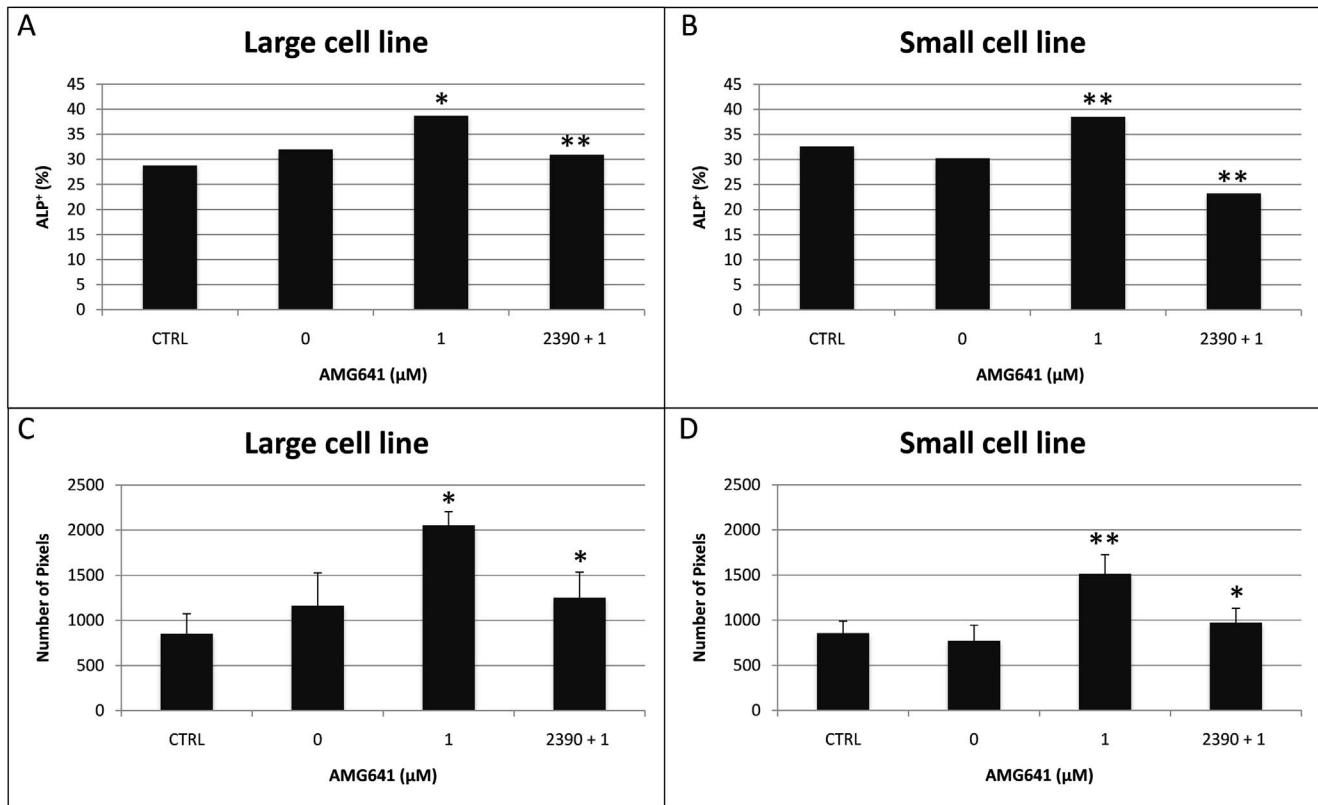 A
Large cell line
45
40
35
30
25
20
15
10
5
0
ALP⁺ (%)
*
**
CTRL 0 1 2390 + 1
AMG641 (µM)
B
Small cell line
45
40
35
30
25
20
15
10
5
0
ALP⁺ (%)
**
**
CTRL 0 1 2390 + 1
AMG641 (µM)
C
Large cell line
2500
2000
1500
1000
500
0
Number of Pixels
*
*
CTRL 0 1 2390 + 1
AMG641 (µM)
D
Small cell line
2500
2000
1500
1000
500
0
Number of Pixels
**
*
CTRL 0 1 2390 + 1
AMG641 (µM)